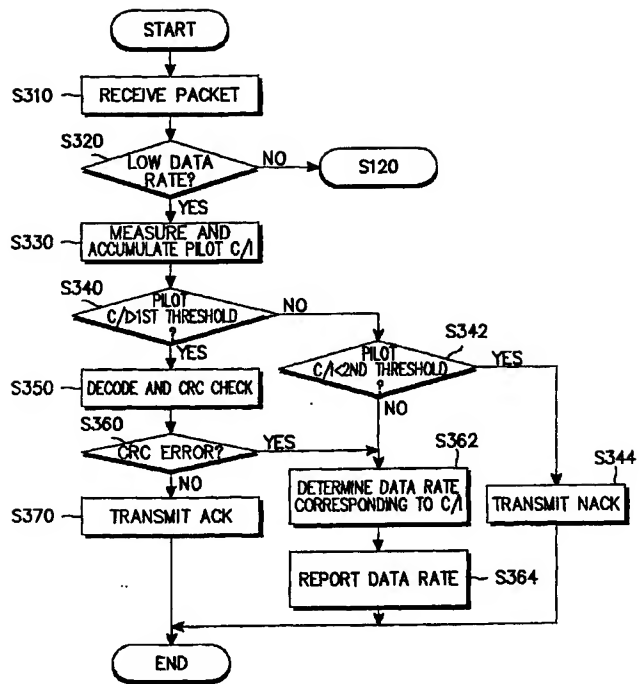 START
S310
RECEIVE PACKET
S320
LOW DATA
RATE?
NO
S120
YES
S330
MEASURE AND
ACCUMULATE PILOT C/I
S340
PILOT
C/I>1ST THRESHOLD
?
NO
YES
S342
PILOT
C/I<2ND THRESHOLD
?
YES
NO
S350
DECODE AND CRC CHECK
S360
CRC ERROR?
YES
NO
S362
DETERMINE DATA RATE
CORRESPONDING TO C/I
S344
TRANSMIT NACK
S370
TRANSMIT ACK
REPORT DATA RATE
S364
END